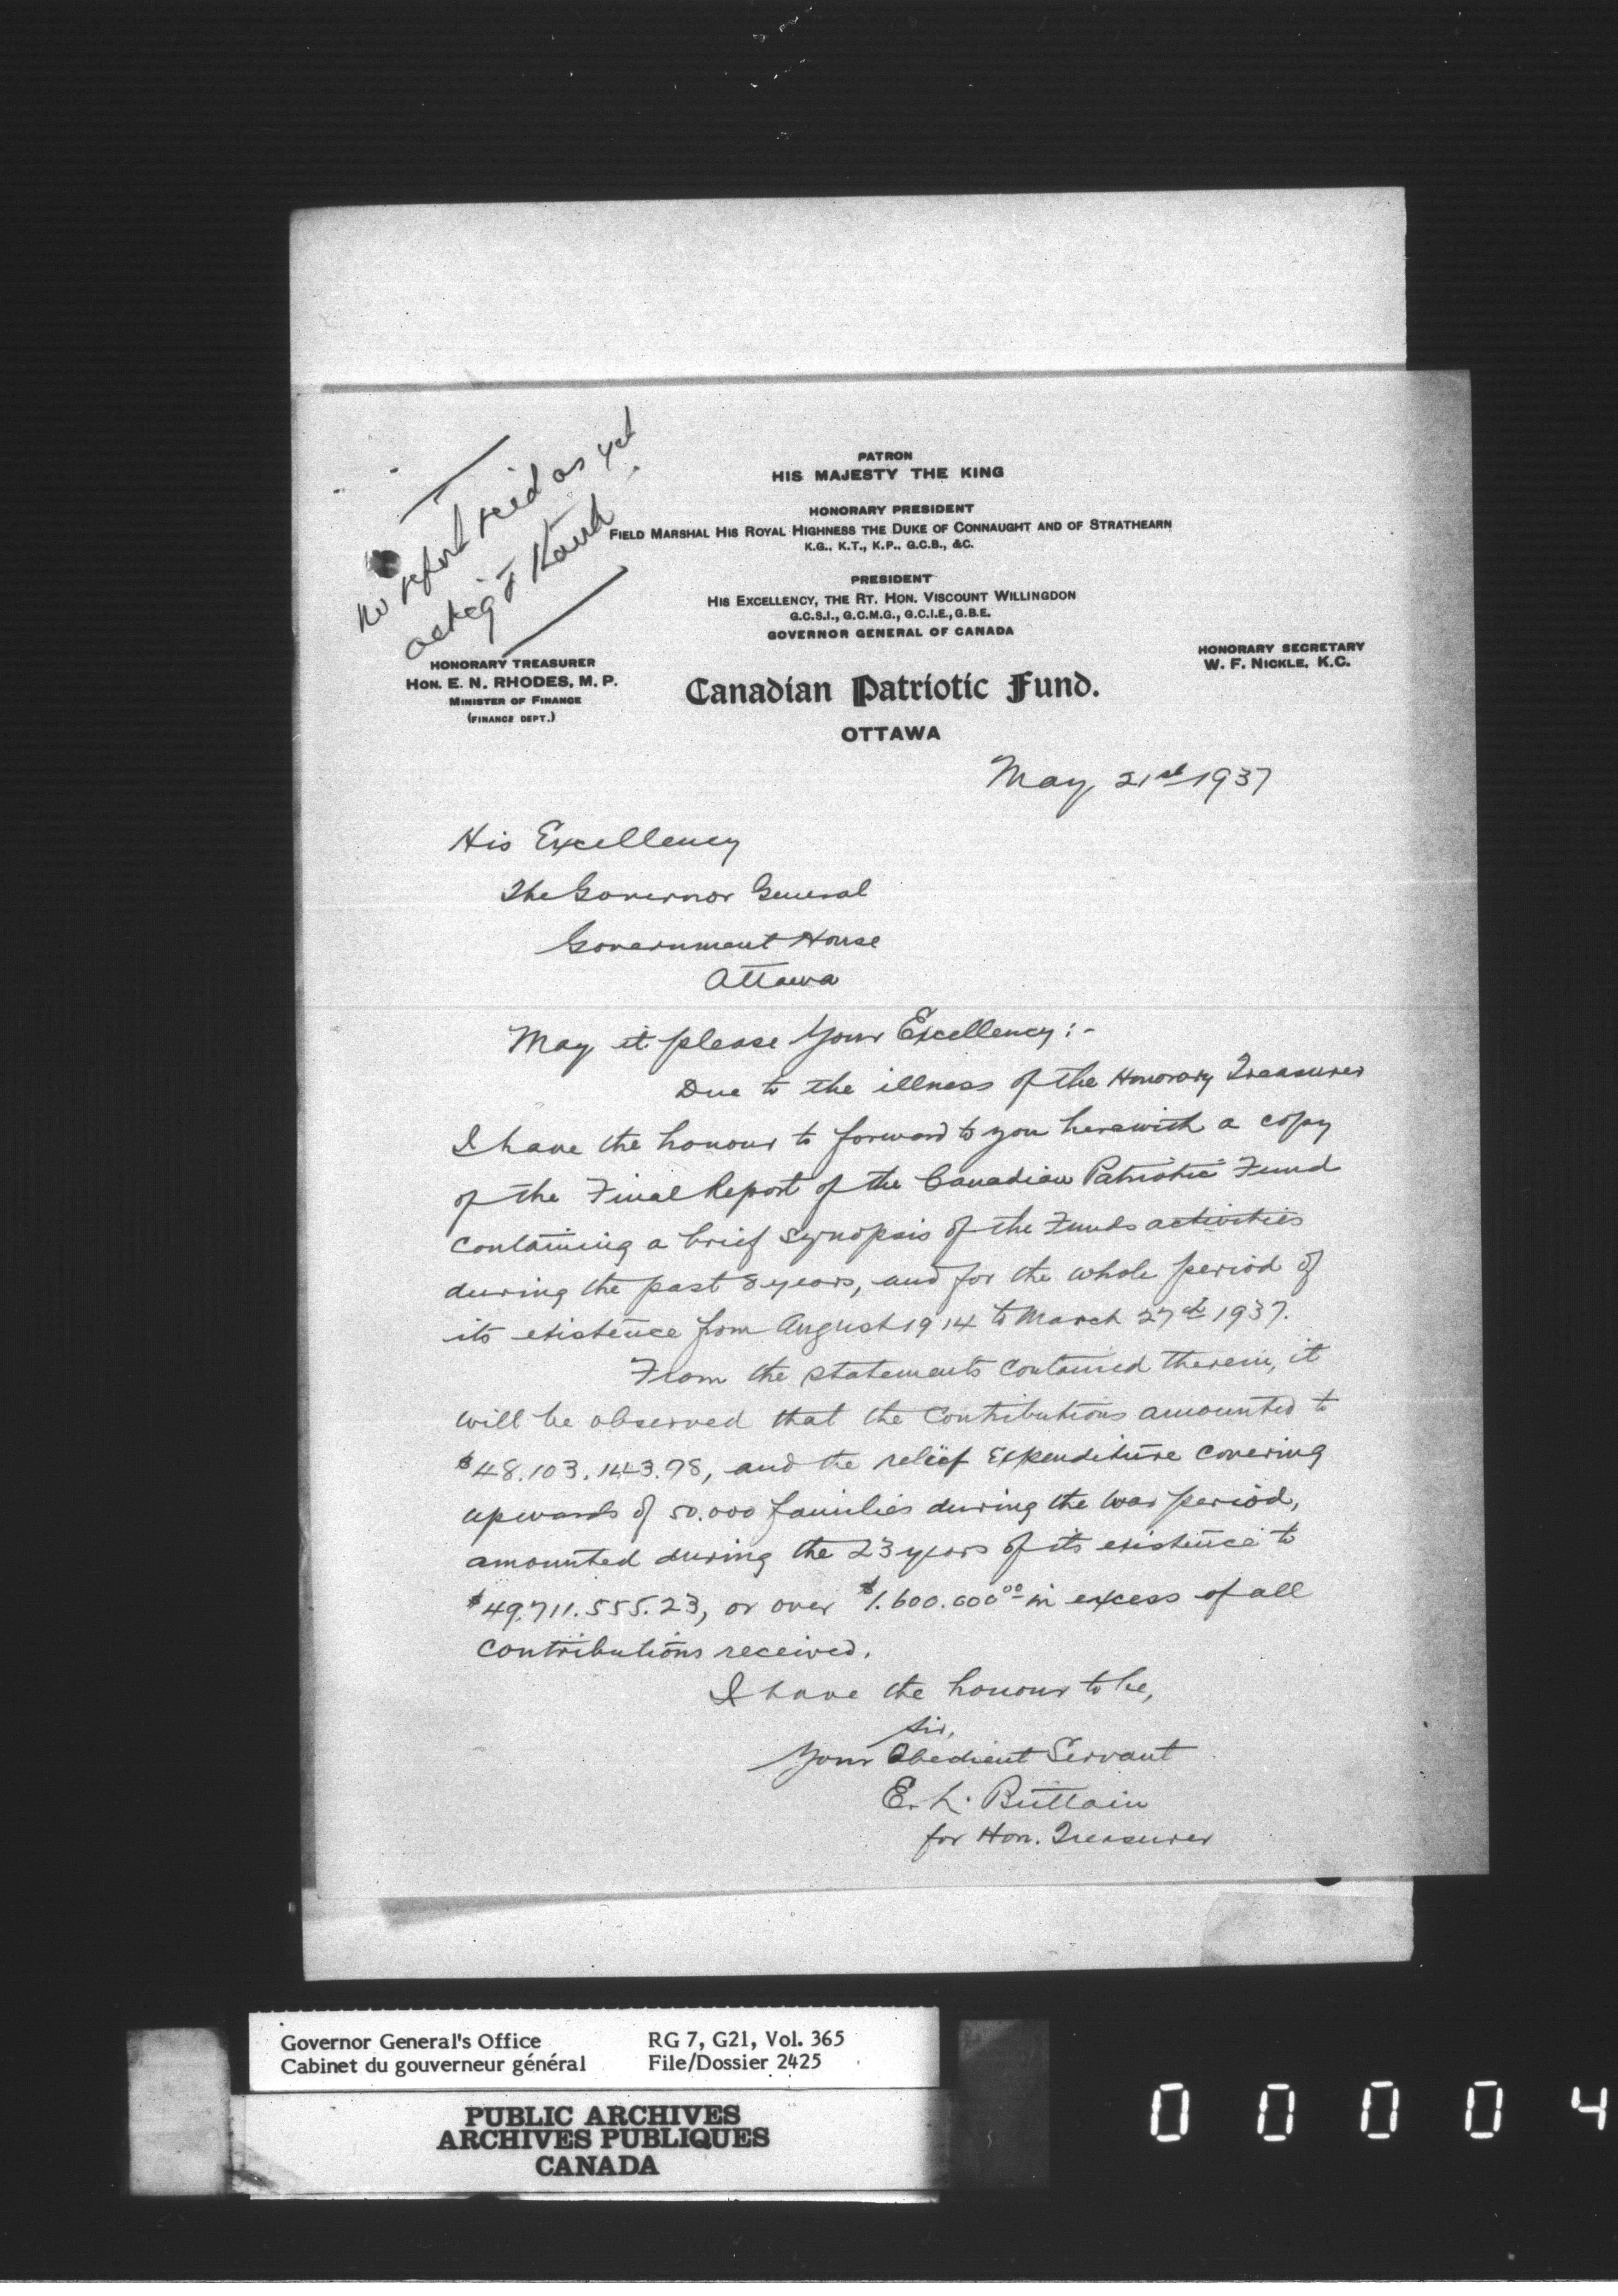 No report rec'd as yet
PATRON
HIS MAJESTY THE KING
HONORARY PRESIDENT
FIELD MARSHAL HIS ROYAL HIGHNESS THE DUKE OF CONNAUGHT AND OF STRATHEARN
K.G., K.T., K.P., G.C.B., &C.
PRESIDENT
HIS EXCELLENCY, THE RT. HON. VISCOUNT WILLINGDON
G.C.S.I., G.C.M.G., G.C.I.E., G.B.E.
GOVERNOR GENERAL OF CANADA
HONORARY TREASURER
HON. E. N. RHODES, M. P.
MINISTER OF FINANCE
(FINANCE DEPT.)
HONORARY SECRETARY
W. F. NICKLE, K.C.
Canadian Patriotic Fund.
OTTAWA
May 21st 1937
His Excellency
The Governor General
Government House
Ottawa
May it please Your Excellency:-
Due to the illness of the Honorary Treasurer
I have the honour to forward to you herewith a copy
of the Final Report of the Canadian Patriotic Fund
containing a brief synopsis of the Funds activities
during the past 8 years, and for the whole period of
its existence from August 1914 to March 27th 1937.
From the statements contained therein, it
will be observed that the Contributions amounted to
$48.103.143.98, and the relief Expenditure covering
upwards of 50.000 families during the War period,
amounted during the 23 years of its existence to
$49.711.555.23, or over $1.600.000.00 in excess of all
contributions received.
I have the honour to be,
Sir,
Your Obedient Servant
E. L. Brittain
for Hon. Treasurer
Governor General's Office
Cabinet du gouverneur général
RG 7, G21, Vol. 365
File/Dossier 2425
PUBLIC ARCHIVES
ARCHIVES PUBLIQUES
CANADA
0 0 0 0 4